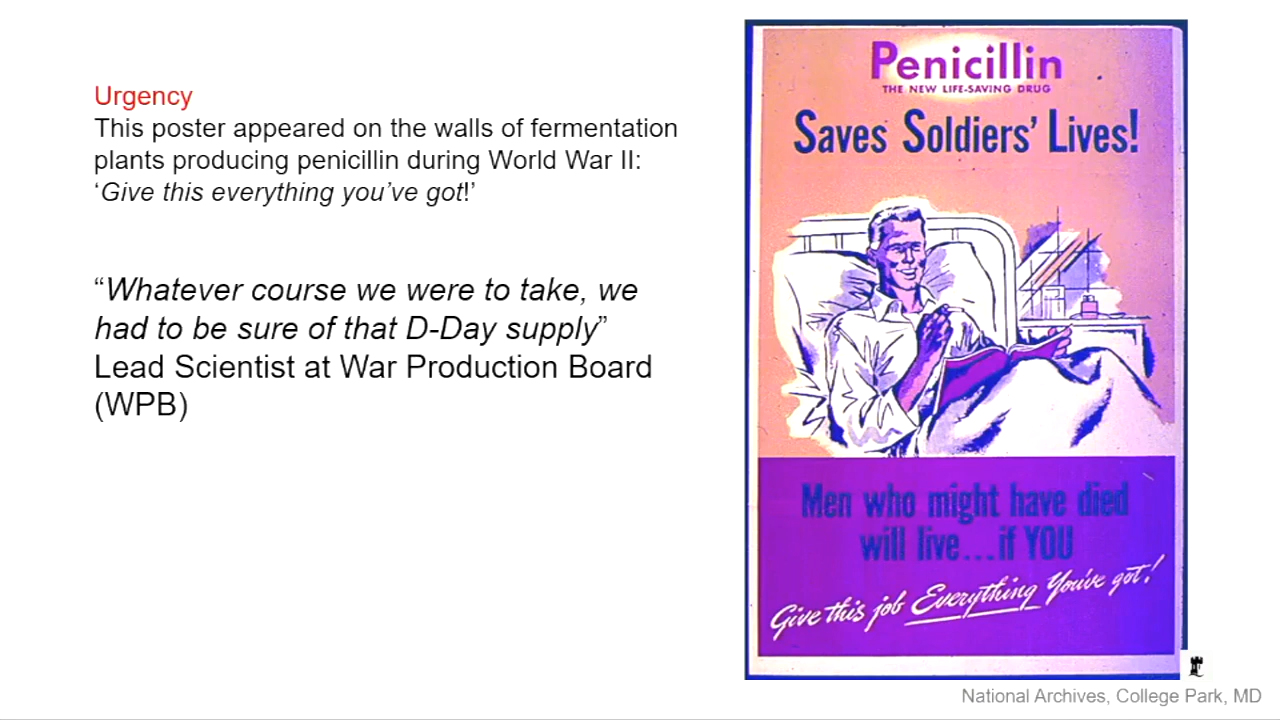 Urgency
This poster appeared on the walls of fermentation
plants producing penicillin during World War II:
‘Give this everything you’ve got!’
“Whatever course we were to take, we
had to be sure of that D-Day supply”
Lead Scientist at War Production Board
(WPB)
Penicillin
THE NEW LIFE-SAVING DRUG
Saves Soldiers’ Lives!
Men who might have died
will live...if YOU
Give this job Everything You’ve got!
National Archives, College Park, MD